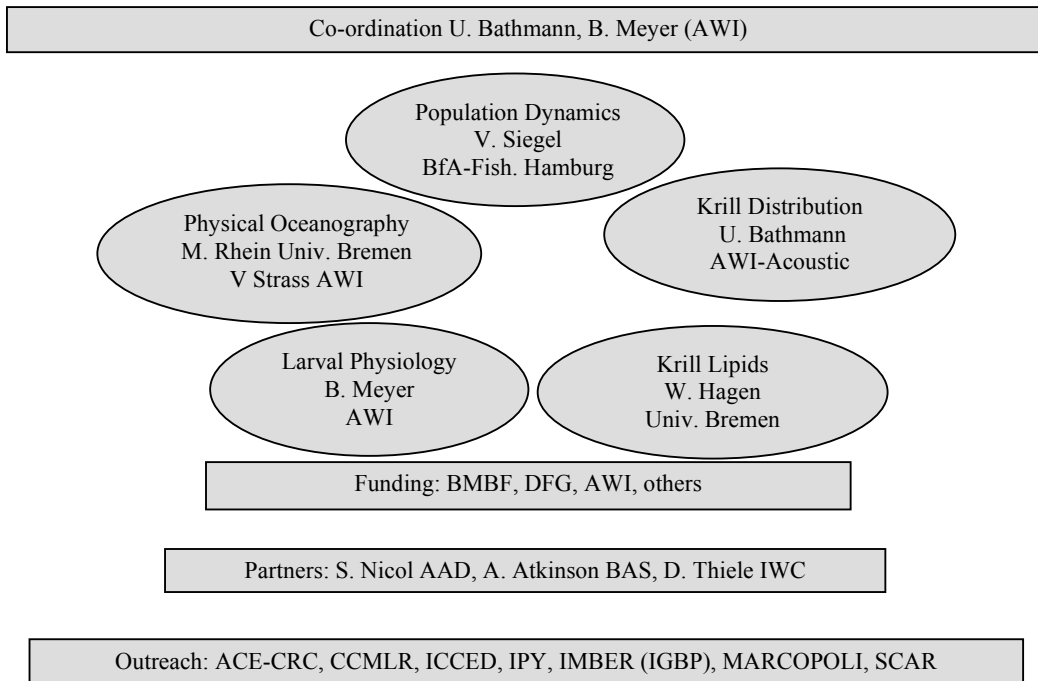 Co-ordination U. Bathmann, B. Meyer (AWI)
Population Dynamics
V. Siegel
BfA-Fish. Hamburg
Physical Oceanography
M. Rhein Univ. Bremen
V Strass AWI
Krill Distribution
U. Bathmann
AWI-Acoustic
Larval Physiology
B. Meyer
AWI
Krill Lipids
W. Hagen
Univ. Bremen
Funding: BMBF, DFG, AWI, others
Partners: S. Nicol AAD, A. Atkinson BAS, D. Thiele IWC
Outreach: ACE-CRC, CCMLR, ICCED, IPY, IMBER (IGBP), MARCOPOLI, SCAR